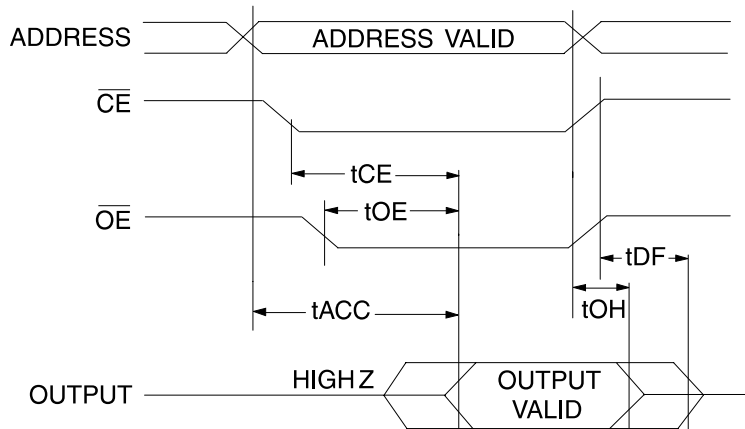 ADDRESS
ADDRESS VALID
CE
tCE
tOE
OE
tDF
tACC
tOH
HIGH Z
OUTPUT
OUTPUT
VALID